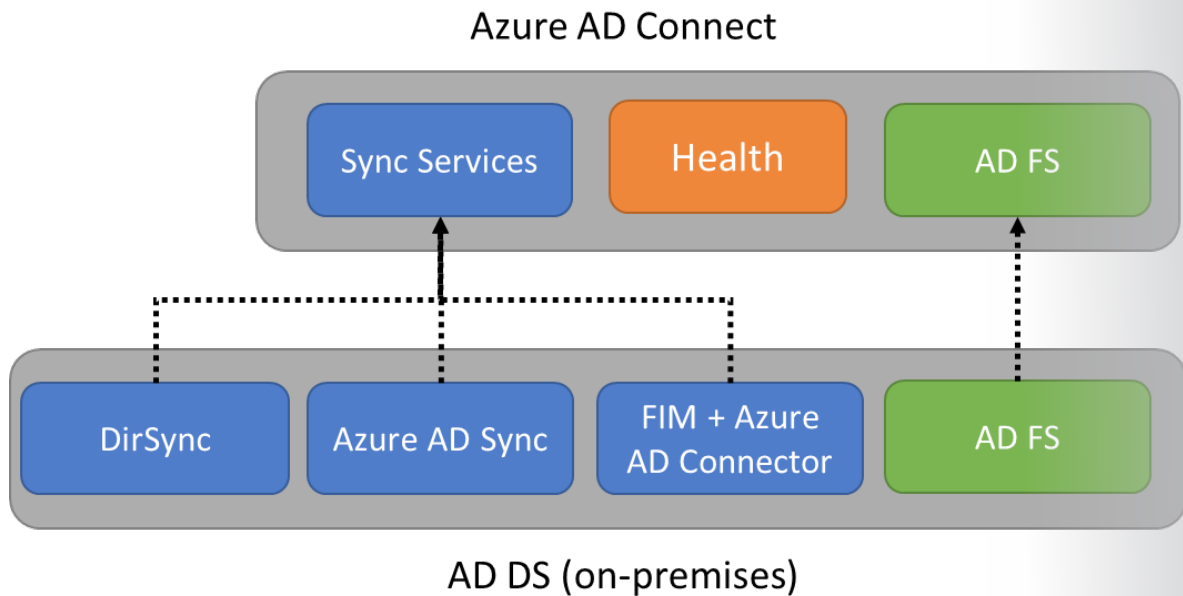 Azure AD Connect
Sync Services
Health
AD FS
DirSync
Azure AD Sync
FIM + Azure
AD Connector
AD FS
AD DS (on-premises)